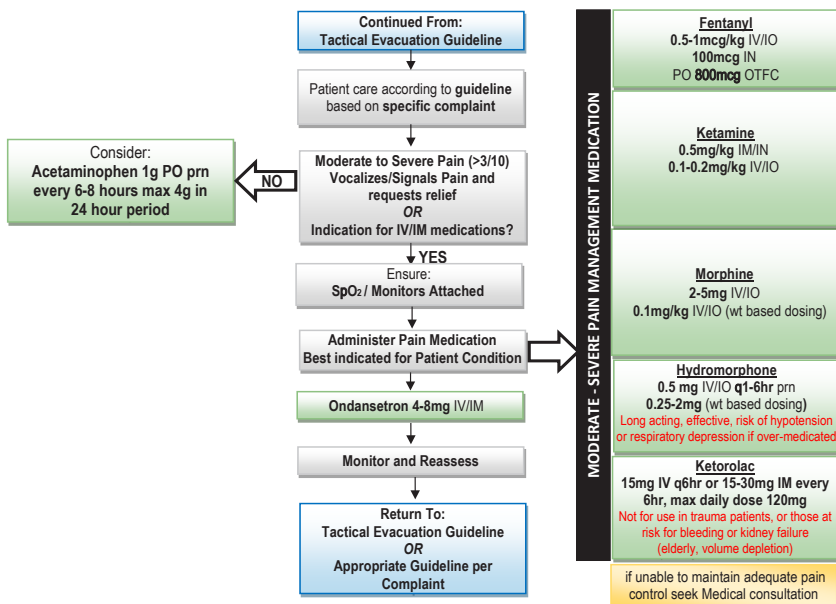 Continued From:
Tactical Evacuation Guideline
Patient care according to guideline
based on specific complaint
Moderate to Severe Pain (>3/10)
Vocalizes/Signals Pain and
requests relief
OR
Indication for IV/IM medications?
NO
Consider:
Acetaminophen 1g PO prn
every 6-8 hours max 4g in
24 hour period
YES
Ensure:
SpO2 / Monitors Attached
Administer Pain Medication
Best indicated for Patient Condition
Ondansetron 4-8mg IV/IM
Monitor and Reassess
Return To:
Tactical Evacuation Guideline
OR
Appropriate Guideline per
Complaint
MODERATE - SEVERE PAIN MANAGEMENT MEDICATION
Fentanyl
0.5-1mcg/kg IV/IO
100mcg IN
PO 800mcg OTFC
Ketamine
0.5mg/kg IM/IN
0.1-0.2mg/kg IV/IO
Morphine
2-5mg IV/IO
0.1mg/kg IV/IO (wt based dosing)
Hydromorphone
0.5 mg IV/IO q1-6hr prn
0.25-2mg (wt based dosing)
Long acting, effective, risk of hypotention
or respiratory depression if over-medicated
Ketorolac
15mg IV q6hr or 15-30mg IM every
6hr, max daily dose 120mg
Not for use in trauma patients, or those at
risk for bleeding or kidney failure
(elderly, volume depletion)
if unable to maintain adequate pain
control seek Medical consultation